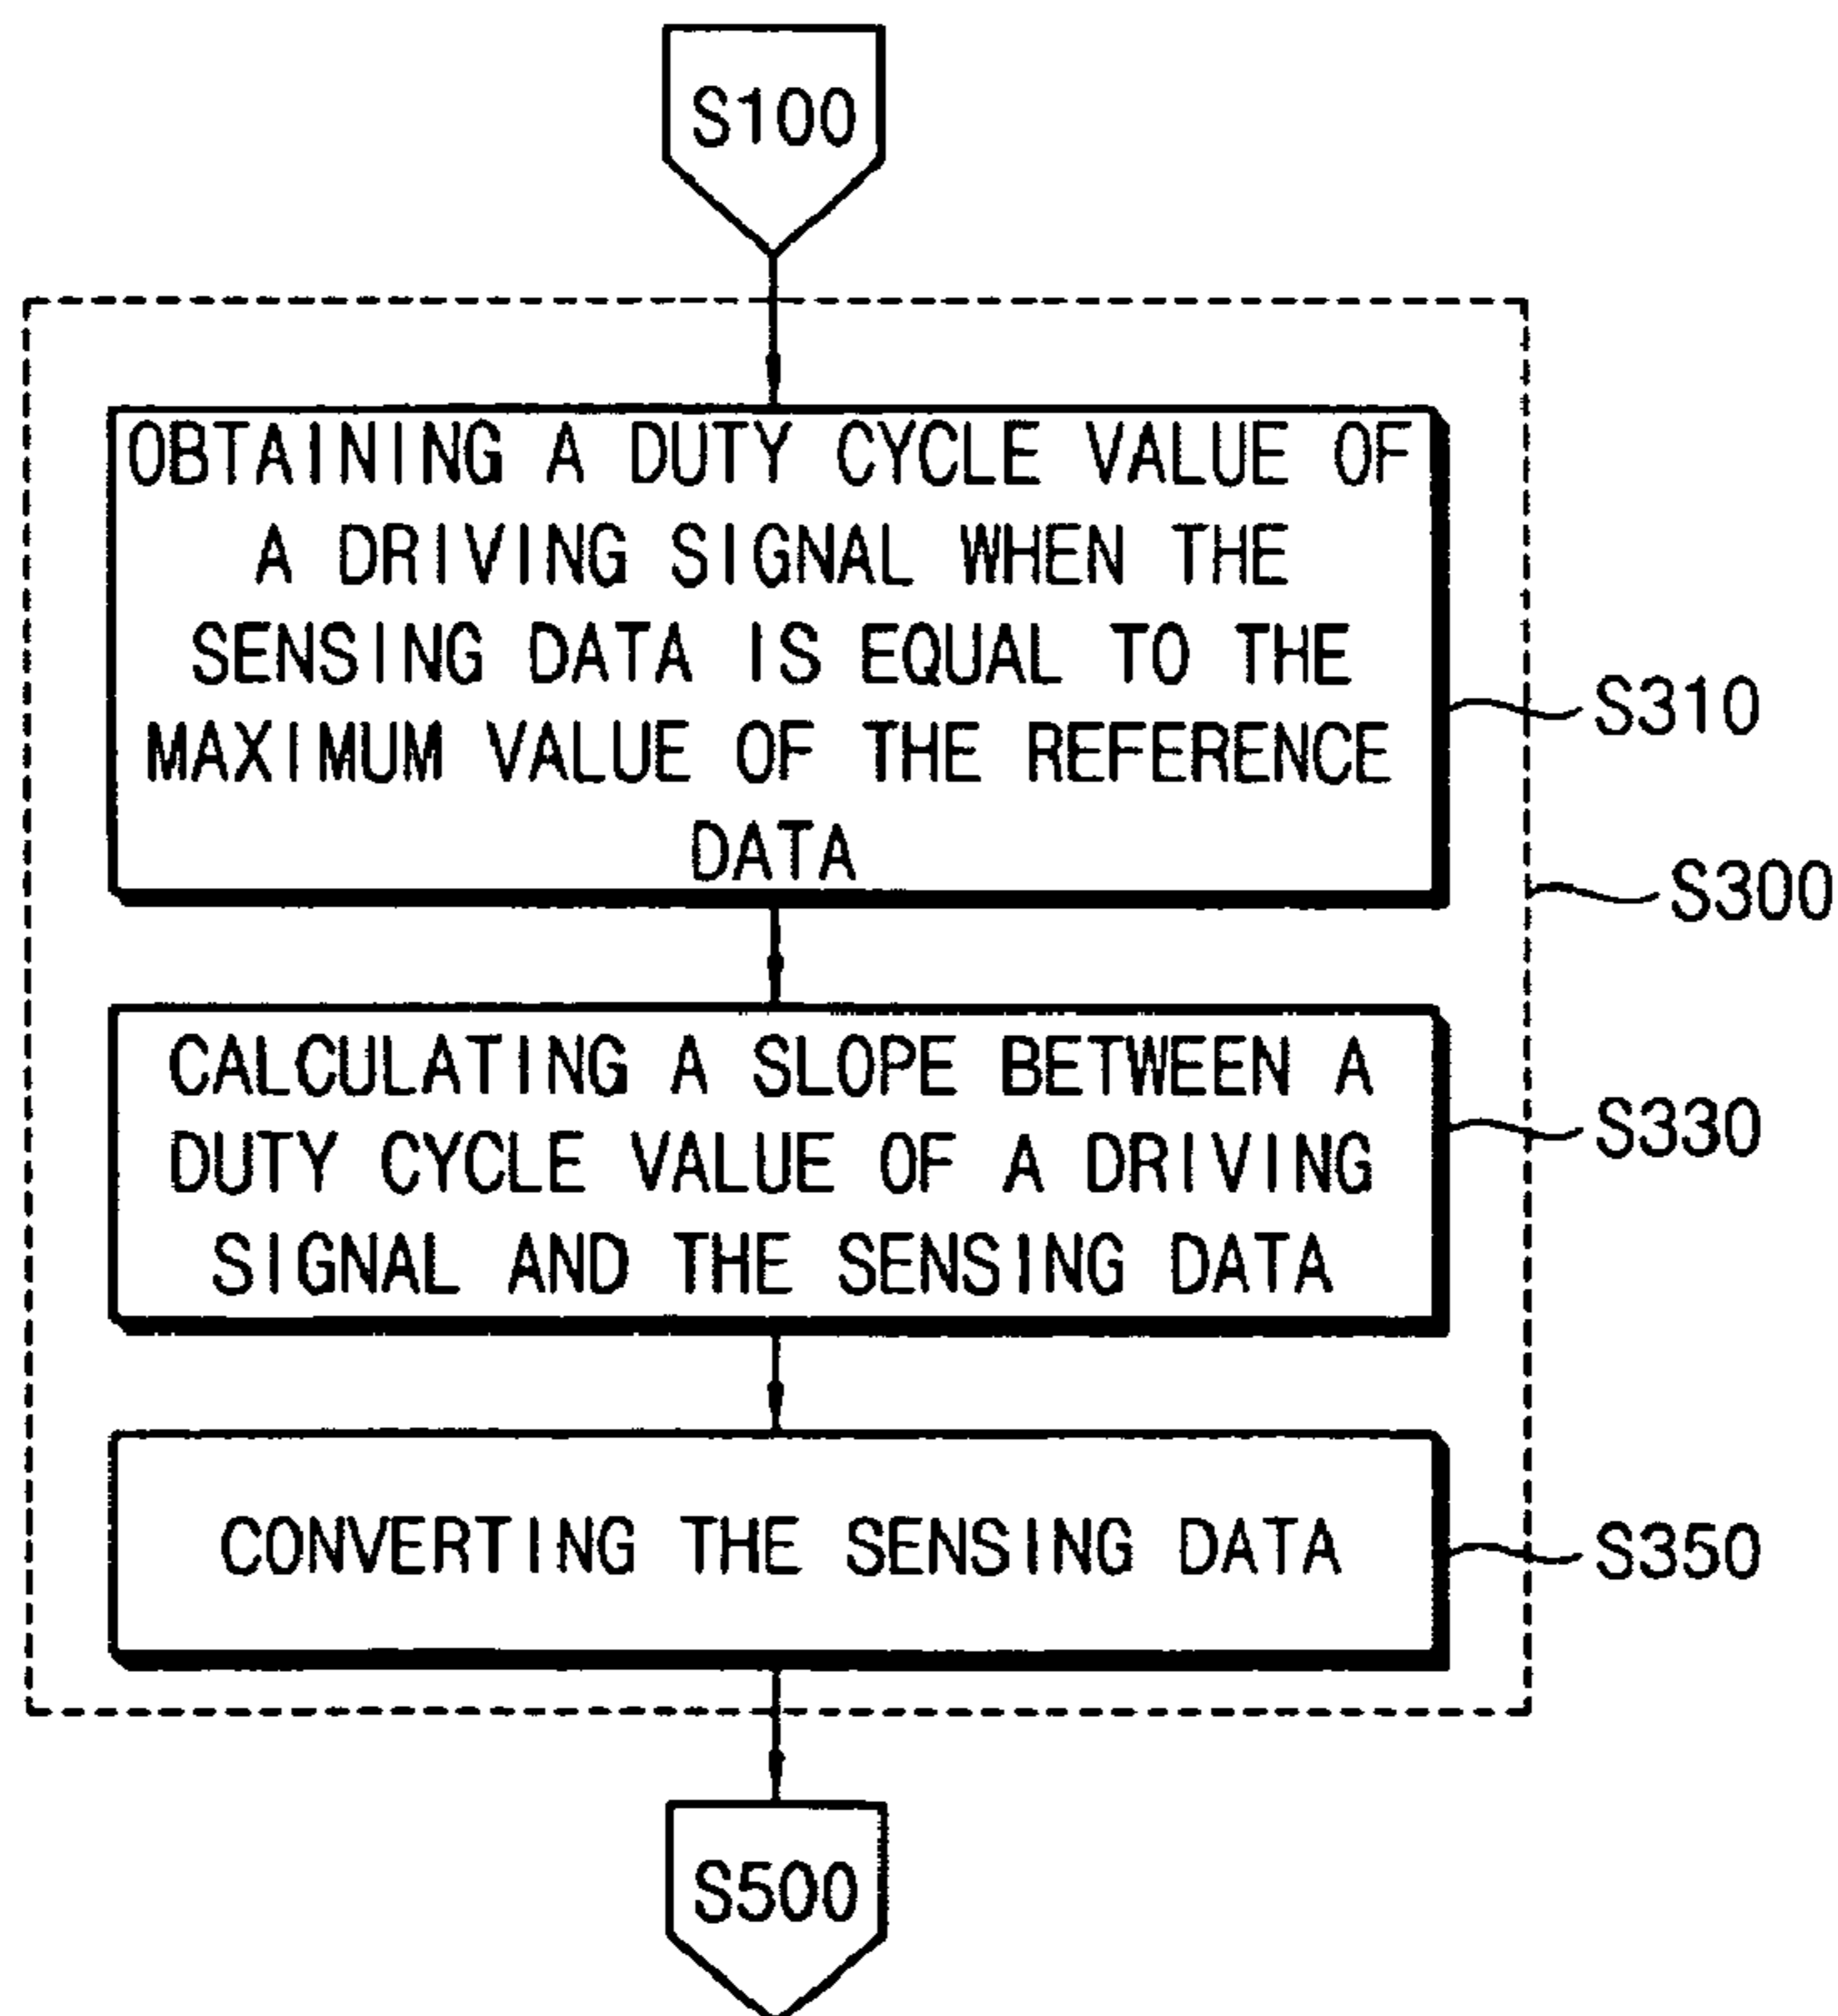 S100
OBTAINING A DUTY CYCLE VALUE OF
A DRIVING SIGNAL WHEN THE
SENSING DATA IS EQUAL TO THE
MAXIMUM VALUE OF THE REFERENCE
DATA
S310
S300
CALCULATING A SLOPE BETWEEN A
DUTY CYCLE VALUE OF A DRIVING
SIGNAL AND THE SENSING DATA
S330
CONVERTING THE SENSING DATA
S350
S500